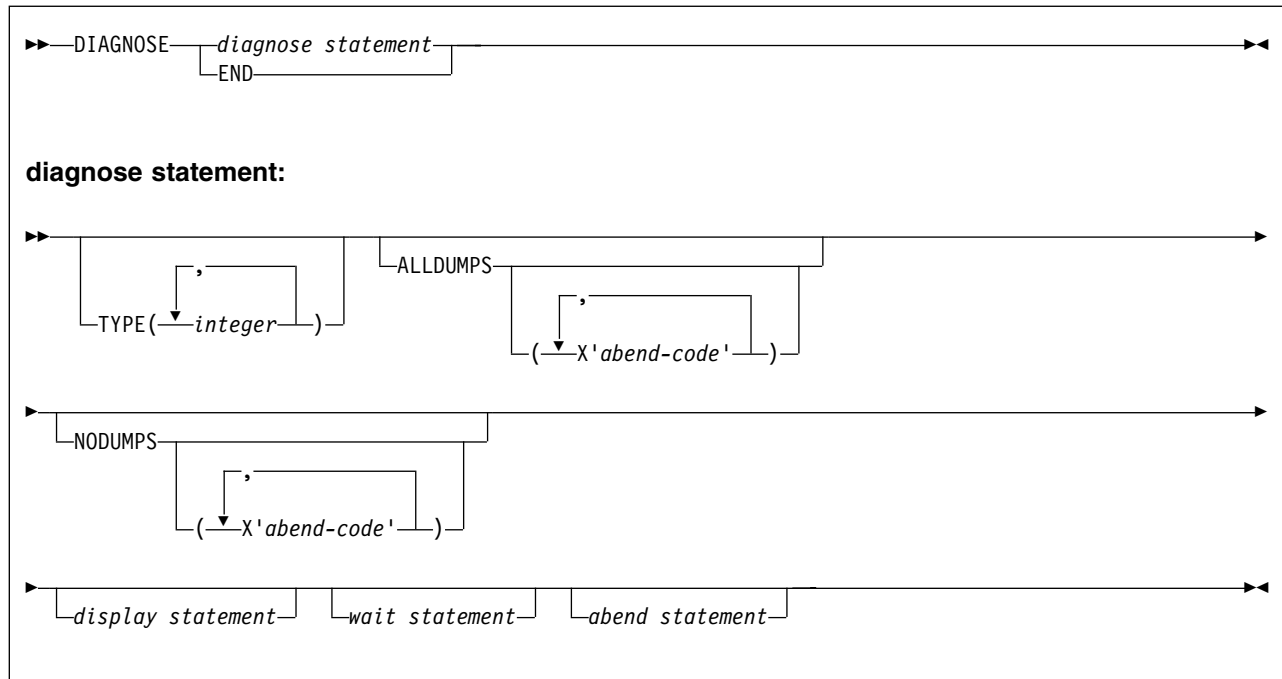 DIAGNOSE diagnose statement
END
diagnose statement:
, ALLDUMPS
TYPE( integer ) ,
( X'abend-code' )
NODUMPS
,
( X'abend-code' )
display statement wait statement abend statement